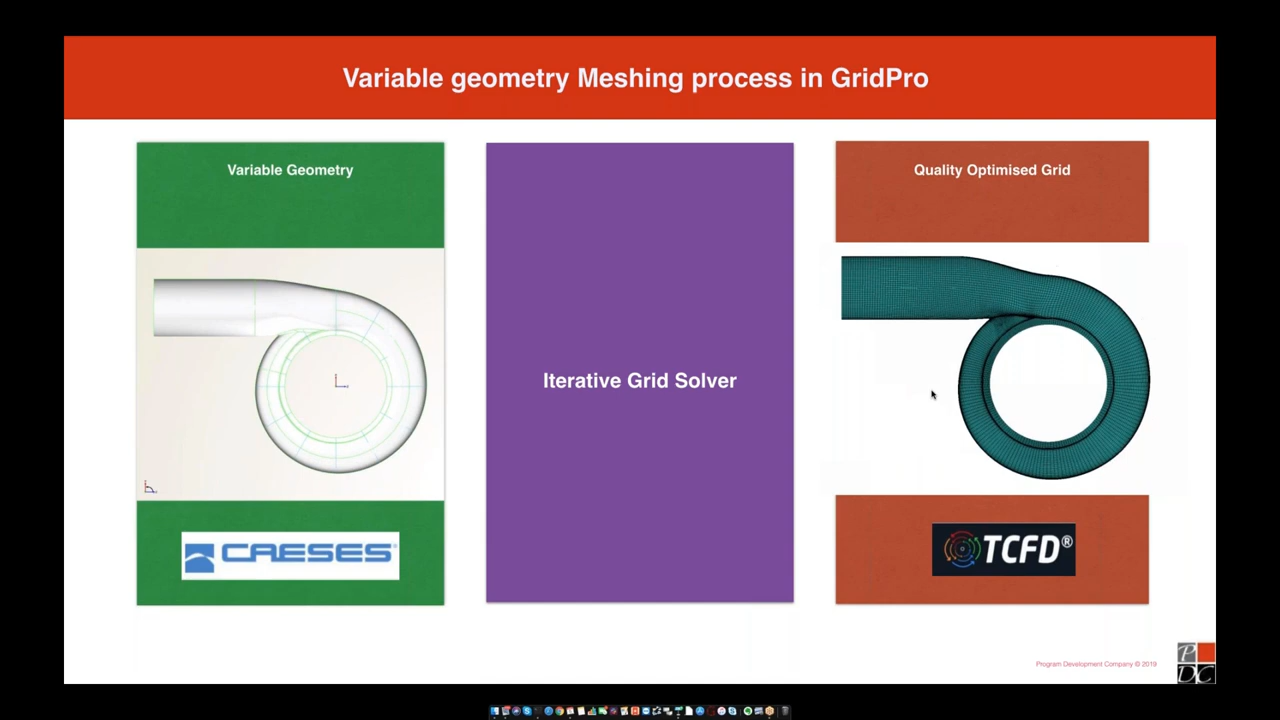 Variable geometry Meshing process in GridPro
Variable Geometry
Quality Optimised Grid
Iterative Grid Solver
CAESES®
TCFD®
Program Development Company © 2019
P
DC